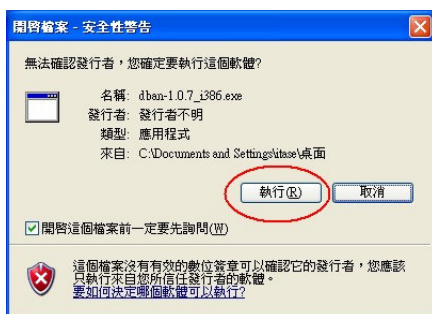 開啓檔案 - 安全性警告
無法確認發行者，您確定要執行這個軟體?
名稱: dban-1.0.7_i386.exe
發行者: 發行者不明
類型: 應用程式
來自: C:\Documents and Settings\itase\桌面
執行(R) 取消
開啓這個檔案前一定要先詢問(W)
這個檔案沒有有效的數位簽章可以確認它的發行者，您應該
只執行來自您所信任發行者的軟體。
要如何決定哪個軟體可以執行?